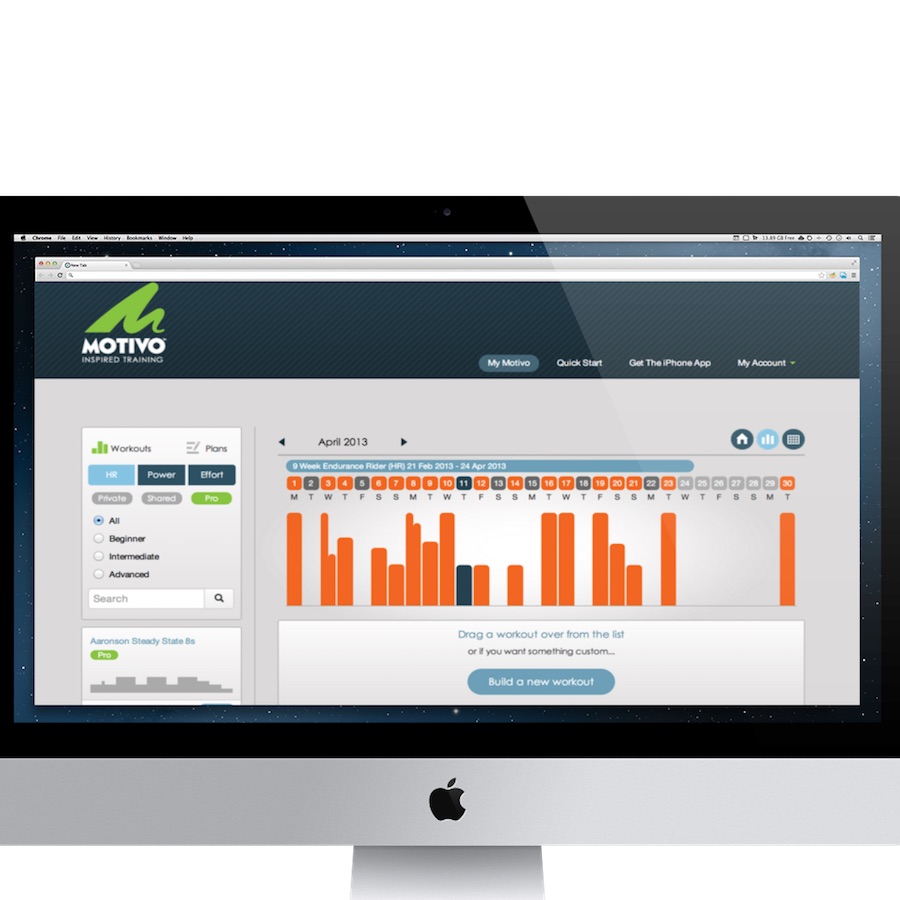 Chrome File Edit View History Bookmarks Window Help 13.89 GB Free
New Tab
MOTIVO
INSPIRED TRAINING
My Motivo Quick Start Get The iPhone App My Account
Workouts Plans
HR Power Effort
Private Shared Pro
All
Beginner
Intermediate
Advanced
Search
Aaronson Steady State 8s
Pro
April 2013
9 Week Endurance Rider (HR) 21 Feb 2013 - 24 Apr 2013
1 2 3 4 5 6 7 8 9 10 11 12 13 14 15 16 17 18 19 20 21 22 23 24 25 26 27 28 29 30
M T W T F S S M T W T F S S M T W T F S S M T W T F S S M T
Drag a workout over from the list
or if you want something custom...
Build a new workout